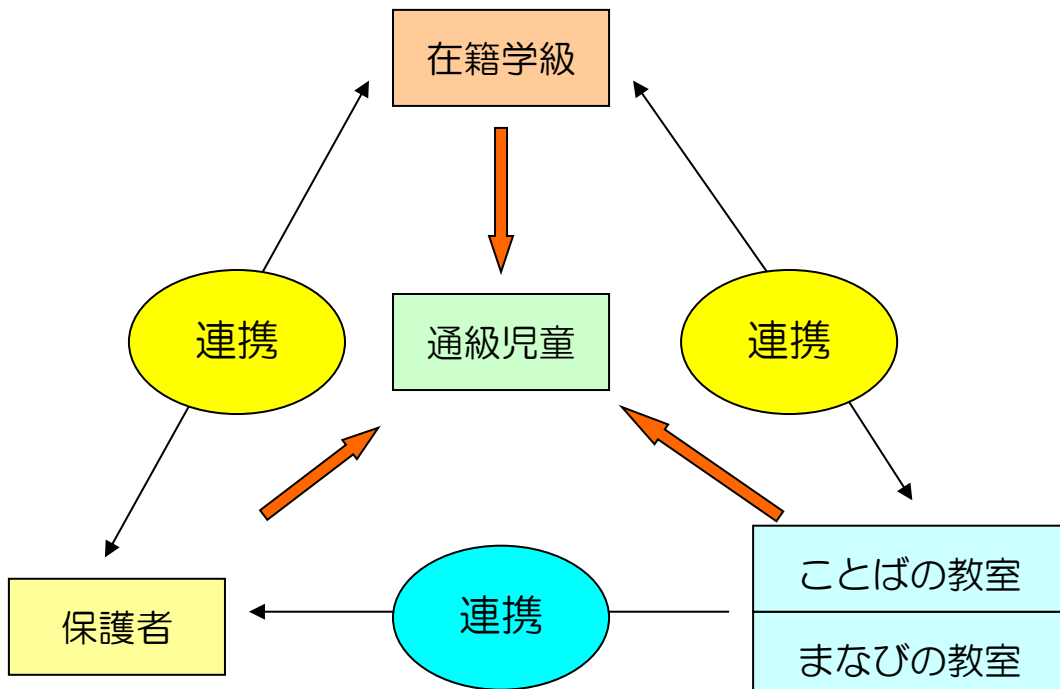 在籍学級
連携
通級児童
連携
ことばの教室
保護者
連携
まなびの教室